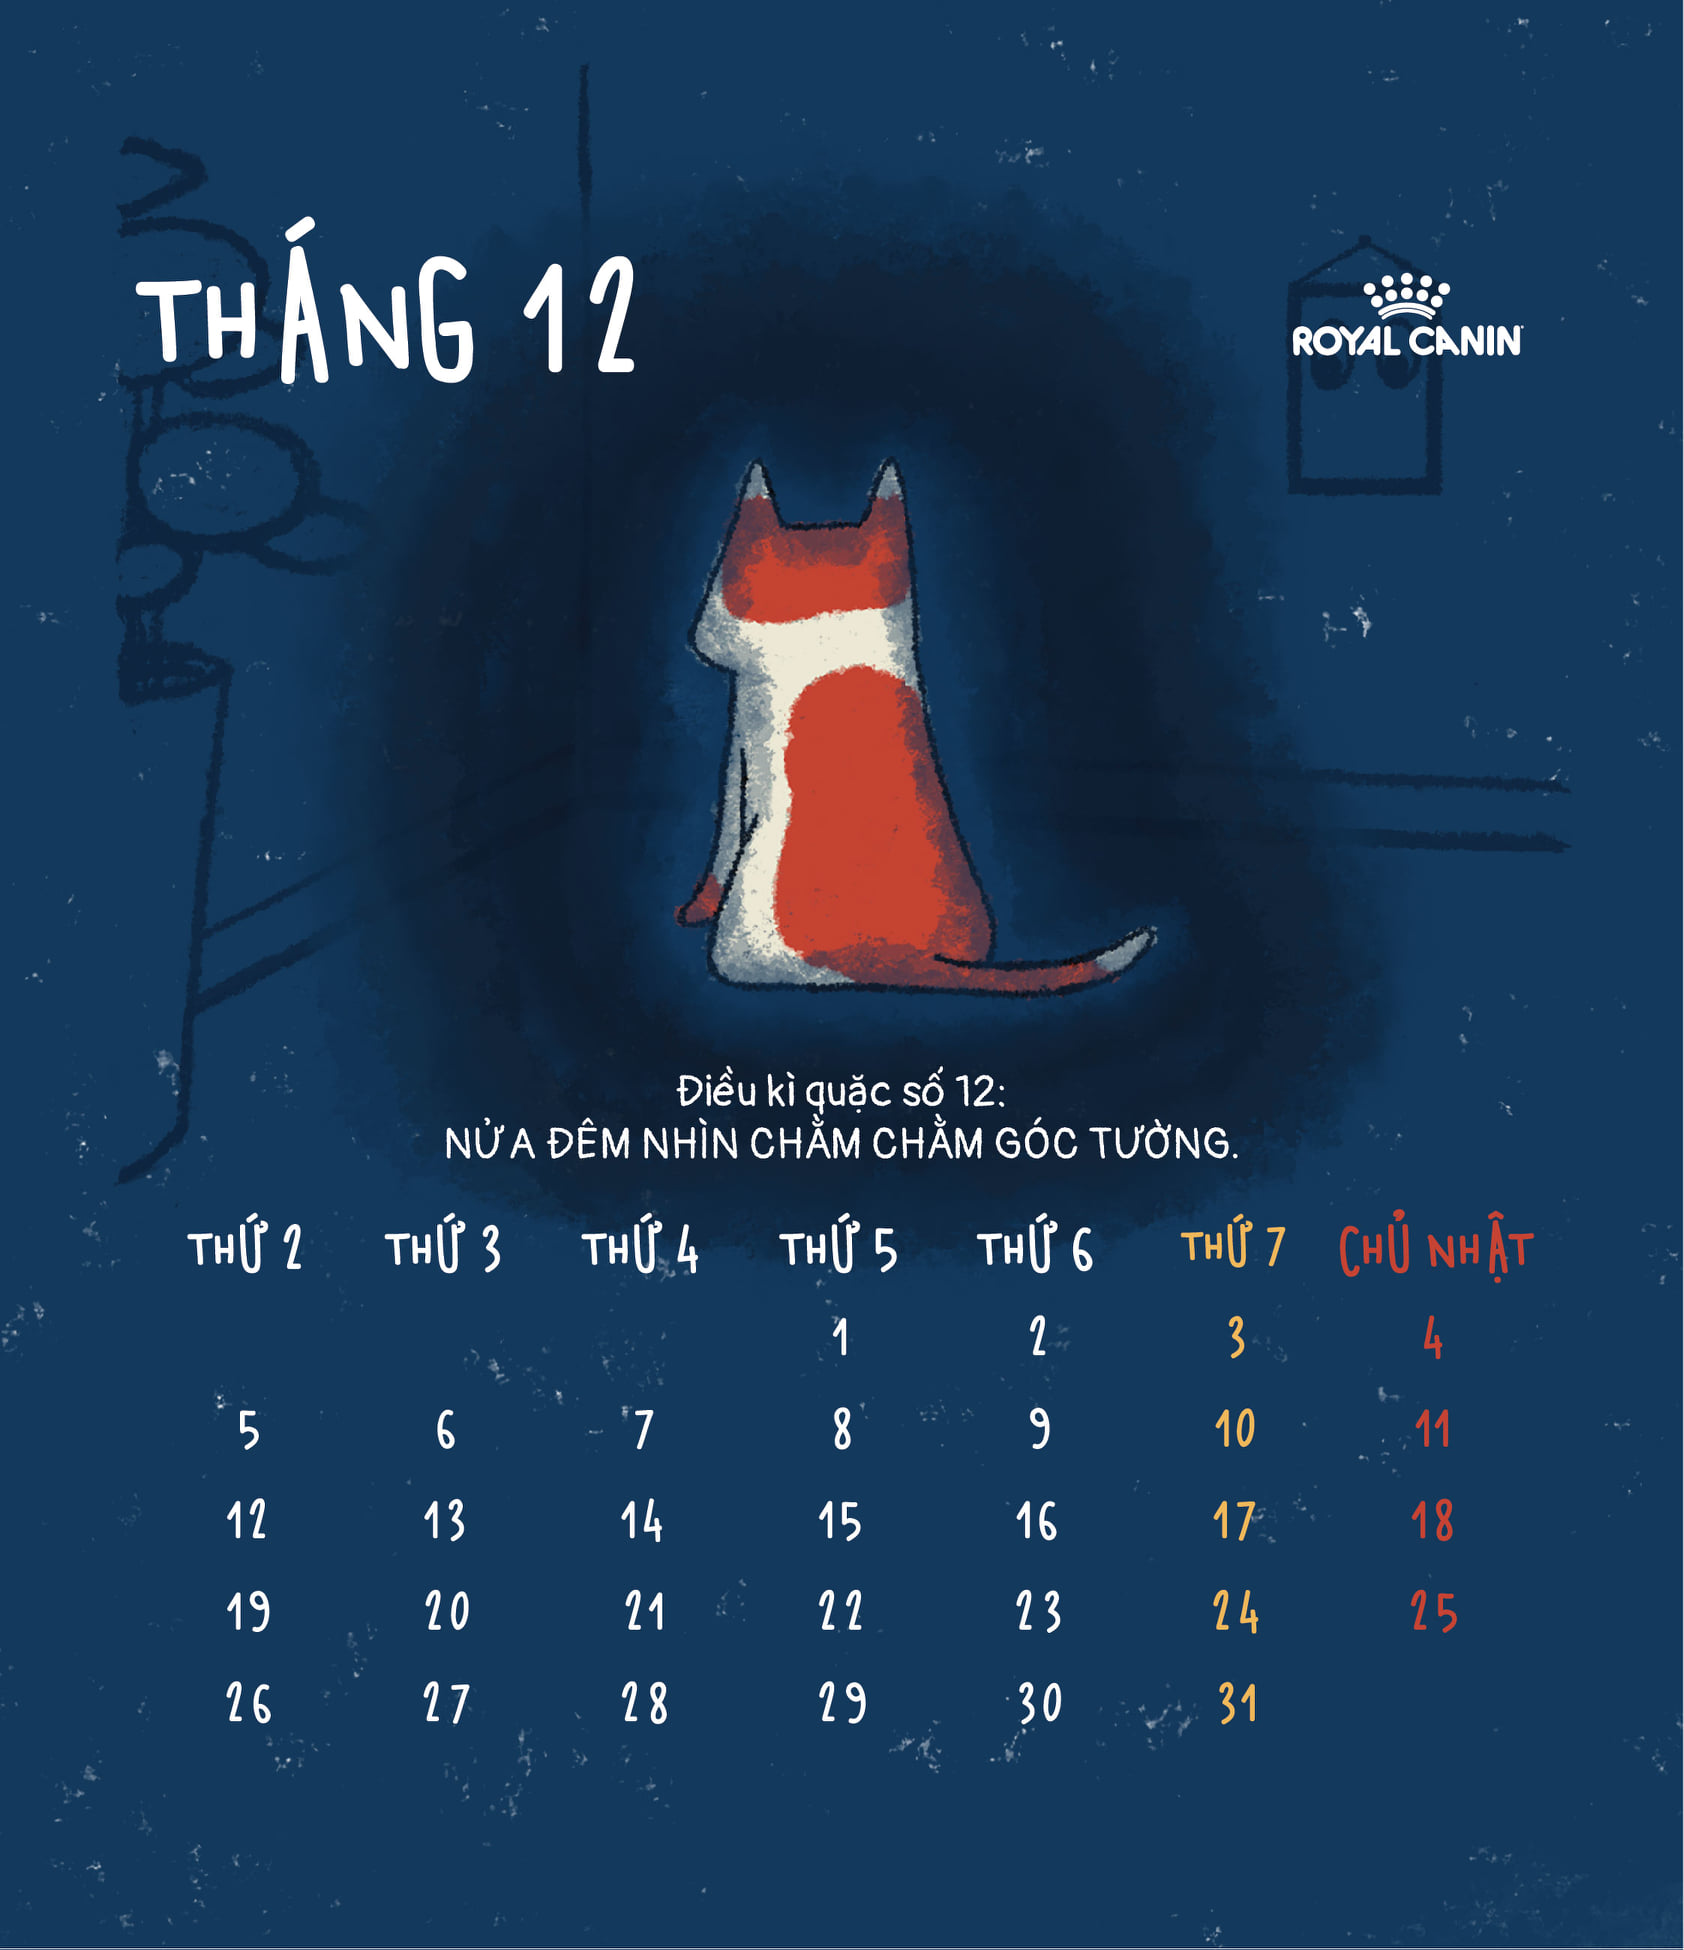 THÁNG 12
ROYAL CANIN
Điều kì quặc số 12:
NỬA ĐÊM NHÌN CHẰM CHẰM GÓC TƯỜNG.
THỨ 2 THỨ 3 THỨ 4 THỨ 5 THỨ 6 THỨ 7 CHỦ NHẬT
1 2 3 4
5 6 7 8 9 10 11
12 13 14 15 16 17 18
19 20 21 22 23 24 25
26 27 28 29 30 31